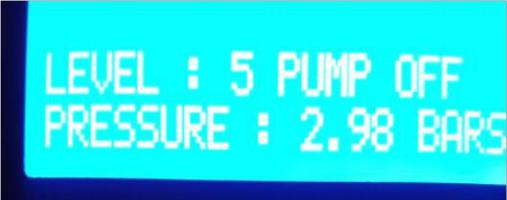 LEVEL : 5 PUMP OFF
PRESSURE : 2.98 BARS